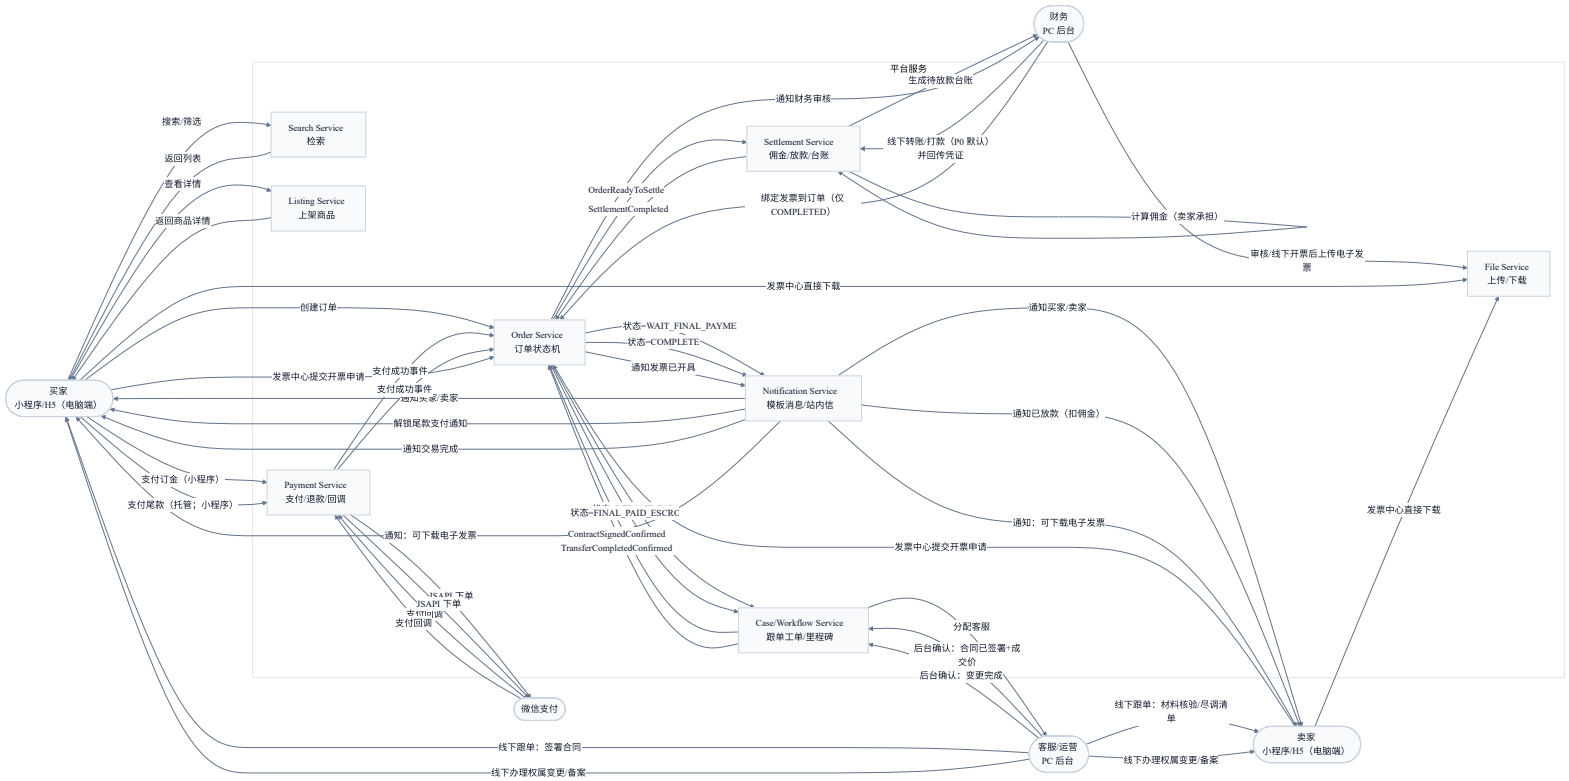 财务
PC 后台
平台服务
生成待放款台账
通知财务审核
搜索/筛选
Search Service
检索
Settlement Service
佣金/放款/台账
线下转账/打款（P0 默认）
并回传凭证
返回列表
查看详情
Listing Service
上架商品
返回商品详情
OrderReadyToSettle
SettlementCompleted
绑定发票到订单（仅
COMPLETED）
计算佣金（卖家承担）
审核/线下开票后上传电子发
票
File Service
上传/下载
发票中心直接下载
创建订单
通知买家/卖家
Order Service
订单状态机
状态=WAIT_FINAL_PAYME
状态=COMPLETE
通知发票已开具
发票中心提交开票申请
支付成功事件
支付成功事件
通知买家/卖家
买家
小程序/H5（电脑端）
Notification Service
模板消息/站内信
解锁尾款支付通知
通知已放款（扣佣金）
通知交易完成
支付订金（小程序）
支付尾款（托管；小程序）
Payment Service
支付/退款/回调
状态=FINAL_PAID_ESCRC
通知：可下载电子发票
ContractSignedConfirmed
TransferCompletedConfirmed
通知：可下载电子发票
发票中心提交开票申请
发票中心直接下载
JSAPI 下单
JSAPI 下单
支付回调
支付回调
Case/Workflow Service
跟单工单/里程碑
分配客服
后台确认：合同已签署+成
交价
后台确认：变更完成
微信支付
线下跟单：材料核验/尽调清
单
线下跟单：签署合同
客服/运营
PC 后台
卖家
小程序/H5（电脑端）
线下办理权属变更/备案
线下办理权属变更/备案